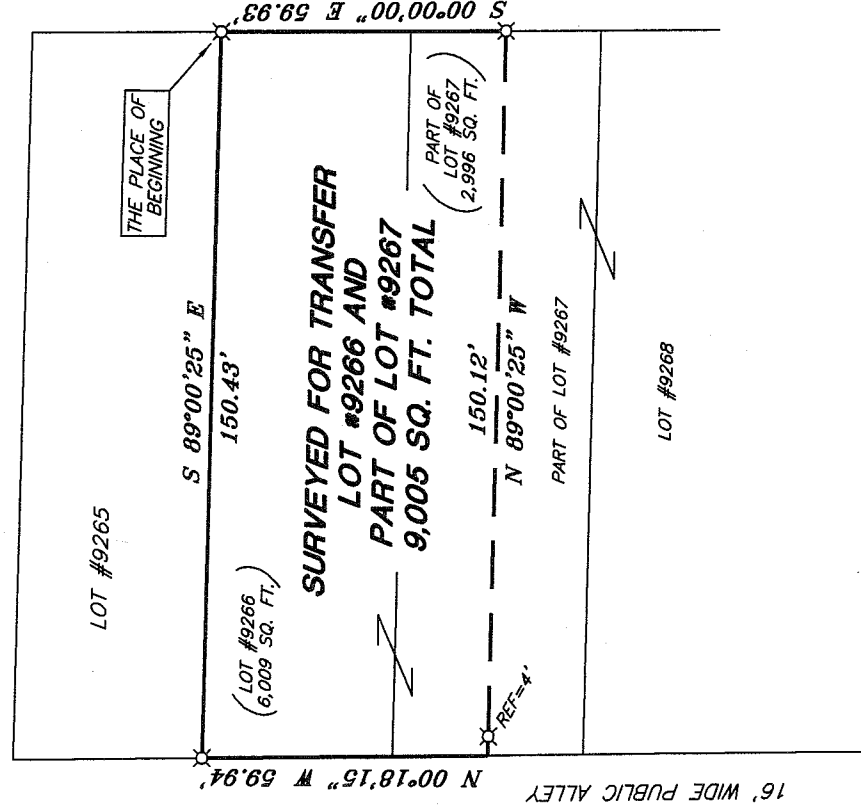 S 00°00'00" E 59.93'
THE PLACE OF
BEGINNING
LOT #9265
S 89°00'25" E
150.43'
(LOT #9266
6,009 SQ. FT.)
SURVEYED FOR TRANSFER
LOT #9266 AND
PART OF LOT #9267
9,005 SQ. FT. TOTAL
(PART OF
LOT #9267
2,996 SQ. FT.)
150.12'
N 89°00'25" W
REF=4'
PART OF LOT #9267
LOT #9268
N 00°18'15" W 59.94'
16' WIDE PUBLIC ALLEY